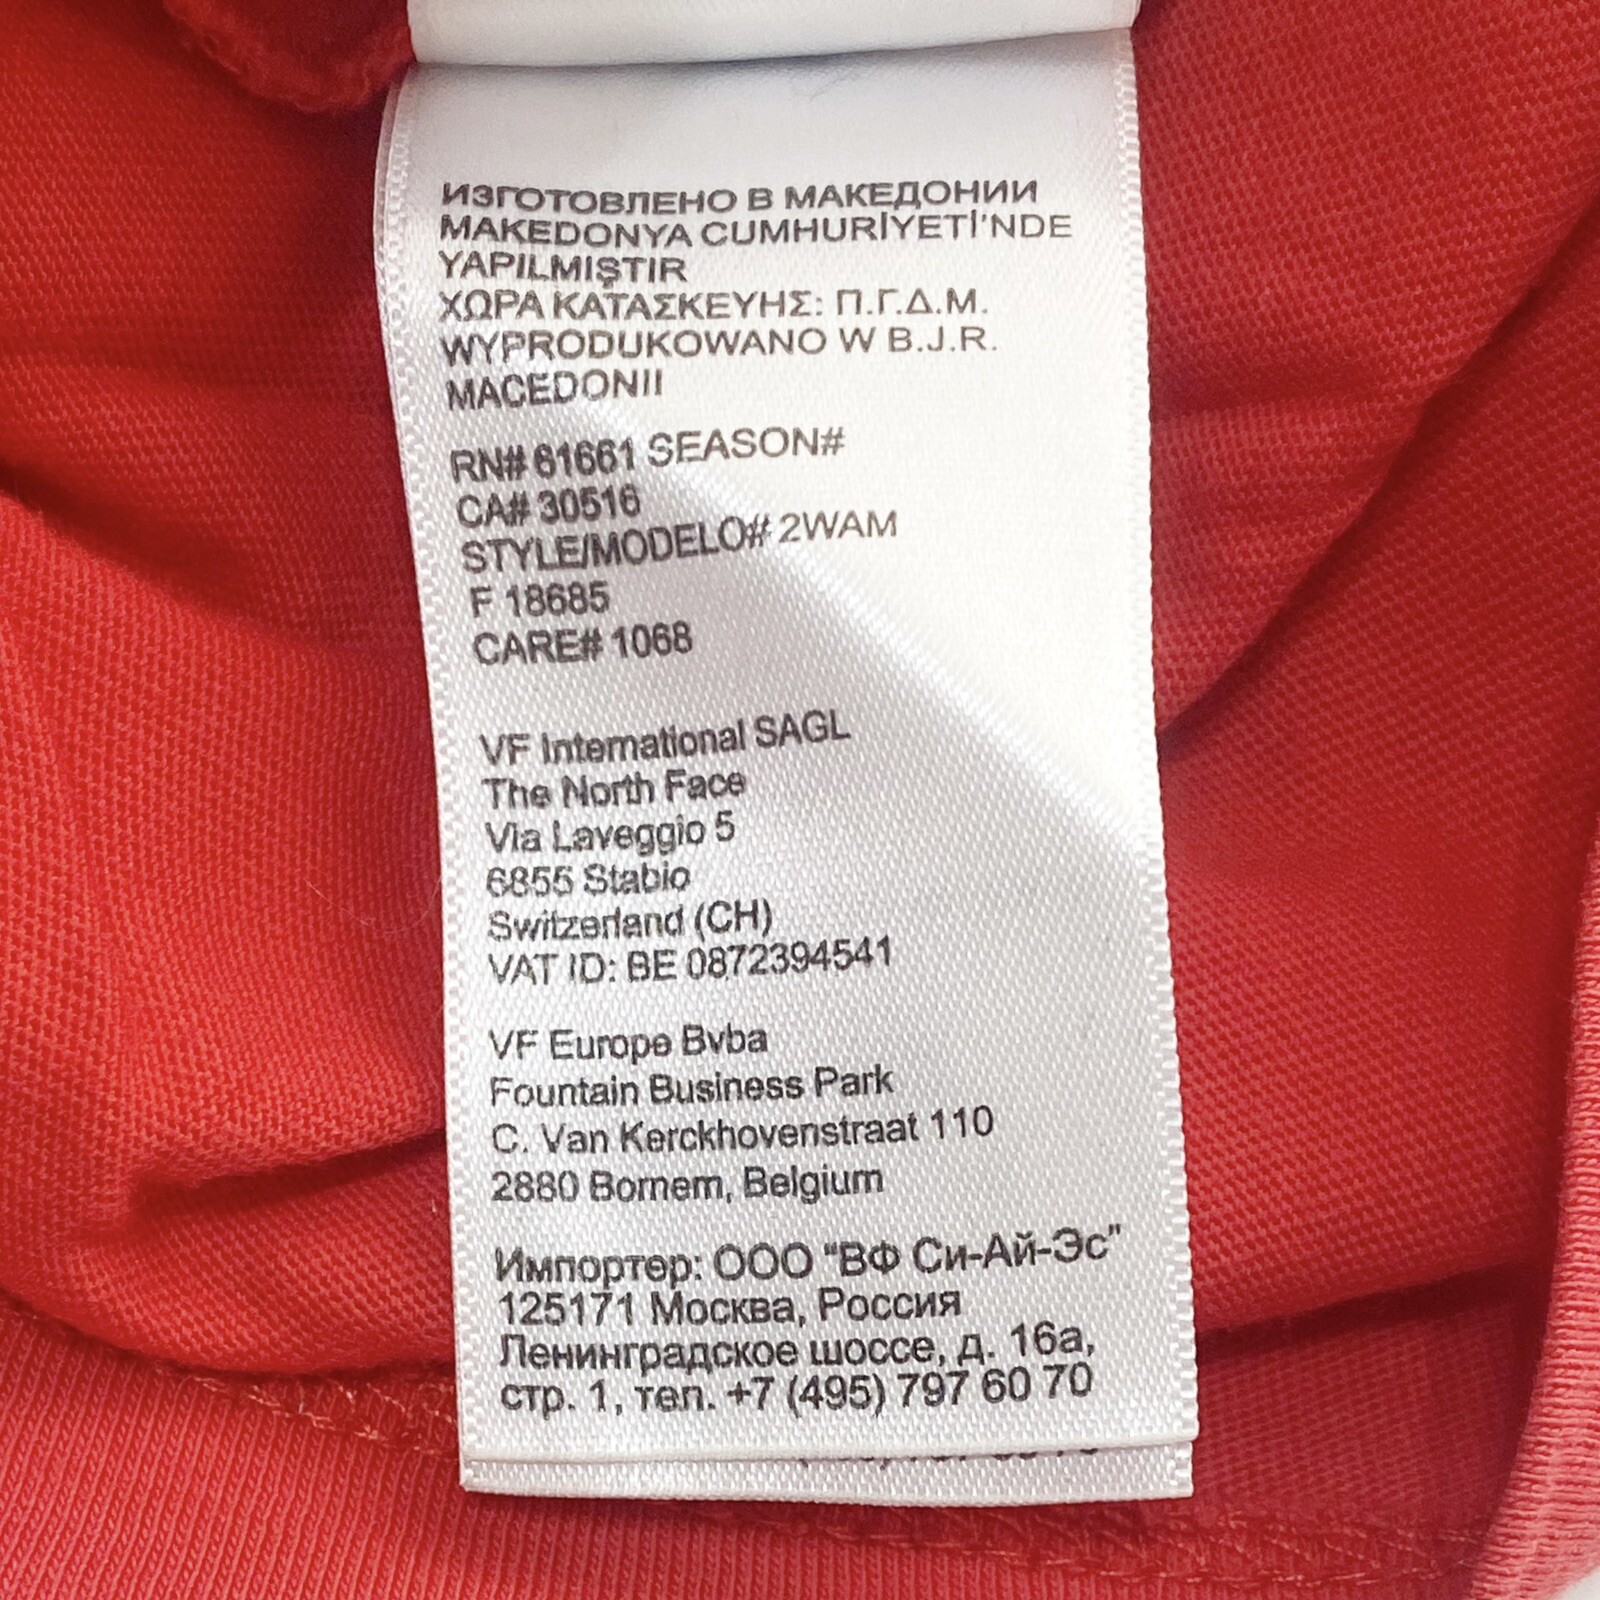 ИЗГОТОВЛЕНО В МАКЕДОНИИ
MAKEDONYA CUMHURİYETİ'NDE
YAPILMIŞTIR
ΧΩΡΑ ΚΑΤΑΣΚΕΥΗΣ: Π.Γ.Δ.Μ.
WYPRODUKOWANO W B.J.R.
MACEDONII
RN# 61661 SEASON#
CA# 30516
STYLE/MODELO# 2WAM
F 18685
CARE# 1068
VF International SAGL
The North Face
Via Laveggio 5
6855 Stabio
Switzerland (CH)
VAT ID: BE 0872394541
VF Europe Bvba
Fountain Business Park
C. Van Kerckhovenstraat 110
2880 Bornem, Belgium
Импортер: ООО "ВФ Си-Ай-Эс"
125171 Москва, Россия
Ленинградское шоссе, д. 16а,
стр. 1, тел. +7 (495) 797 60 70